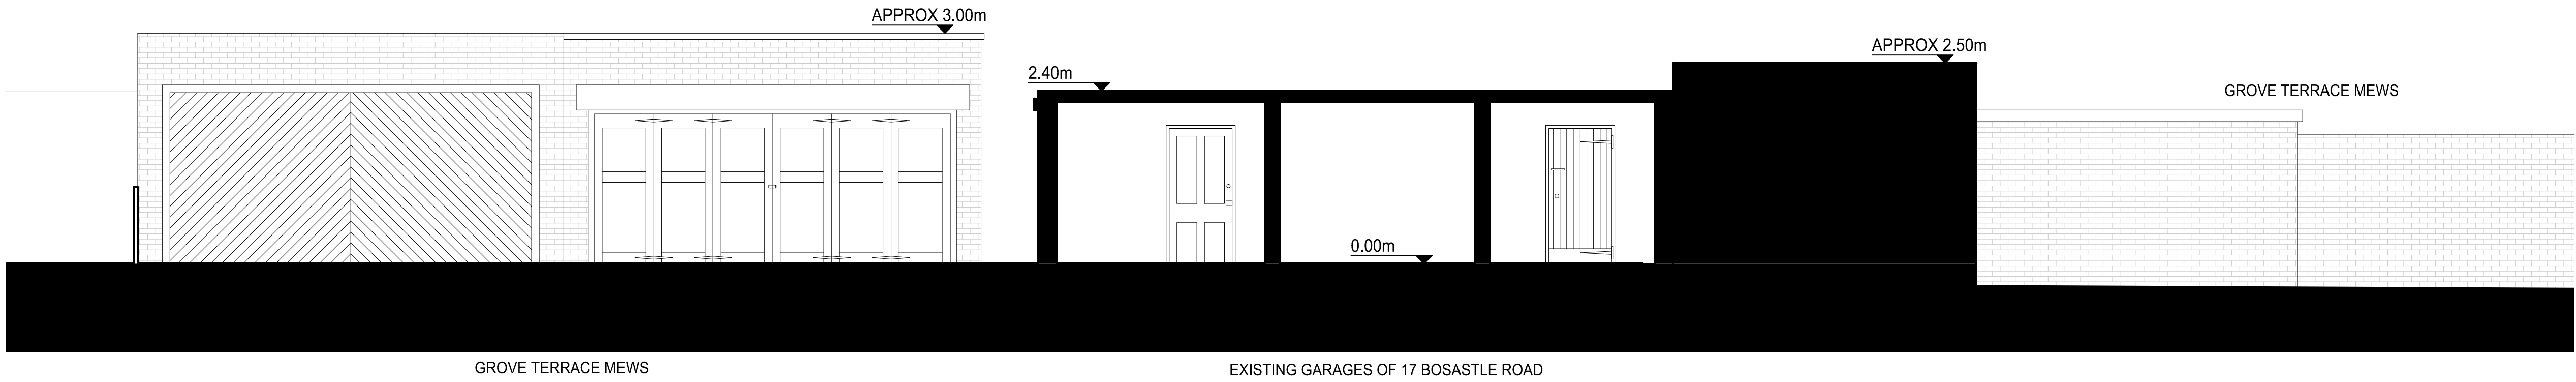 APPROX 3.00m
2.40m
APPROX 2.50m
GROVE TERRACE MEWS
0.00m
GROVE TERRACE MEWS
EXISTING GARAGES OF 17 BOSASTLE ROAD